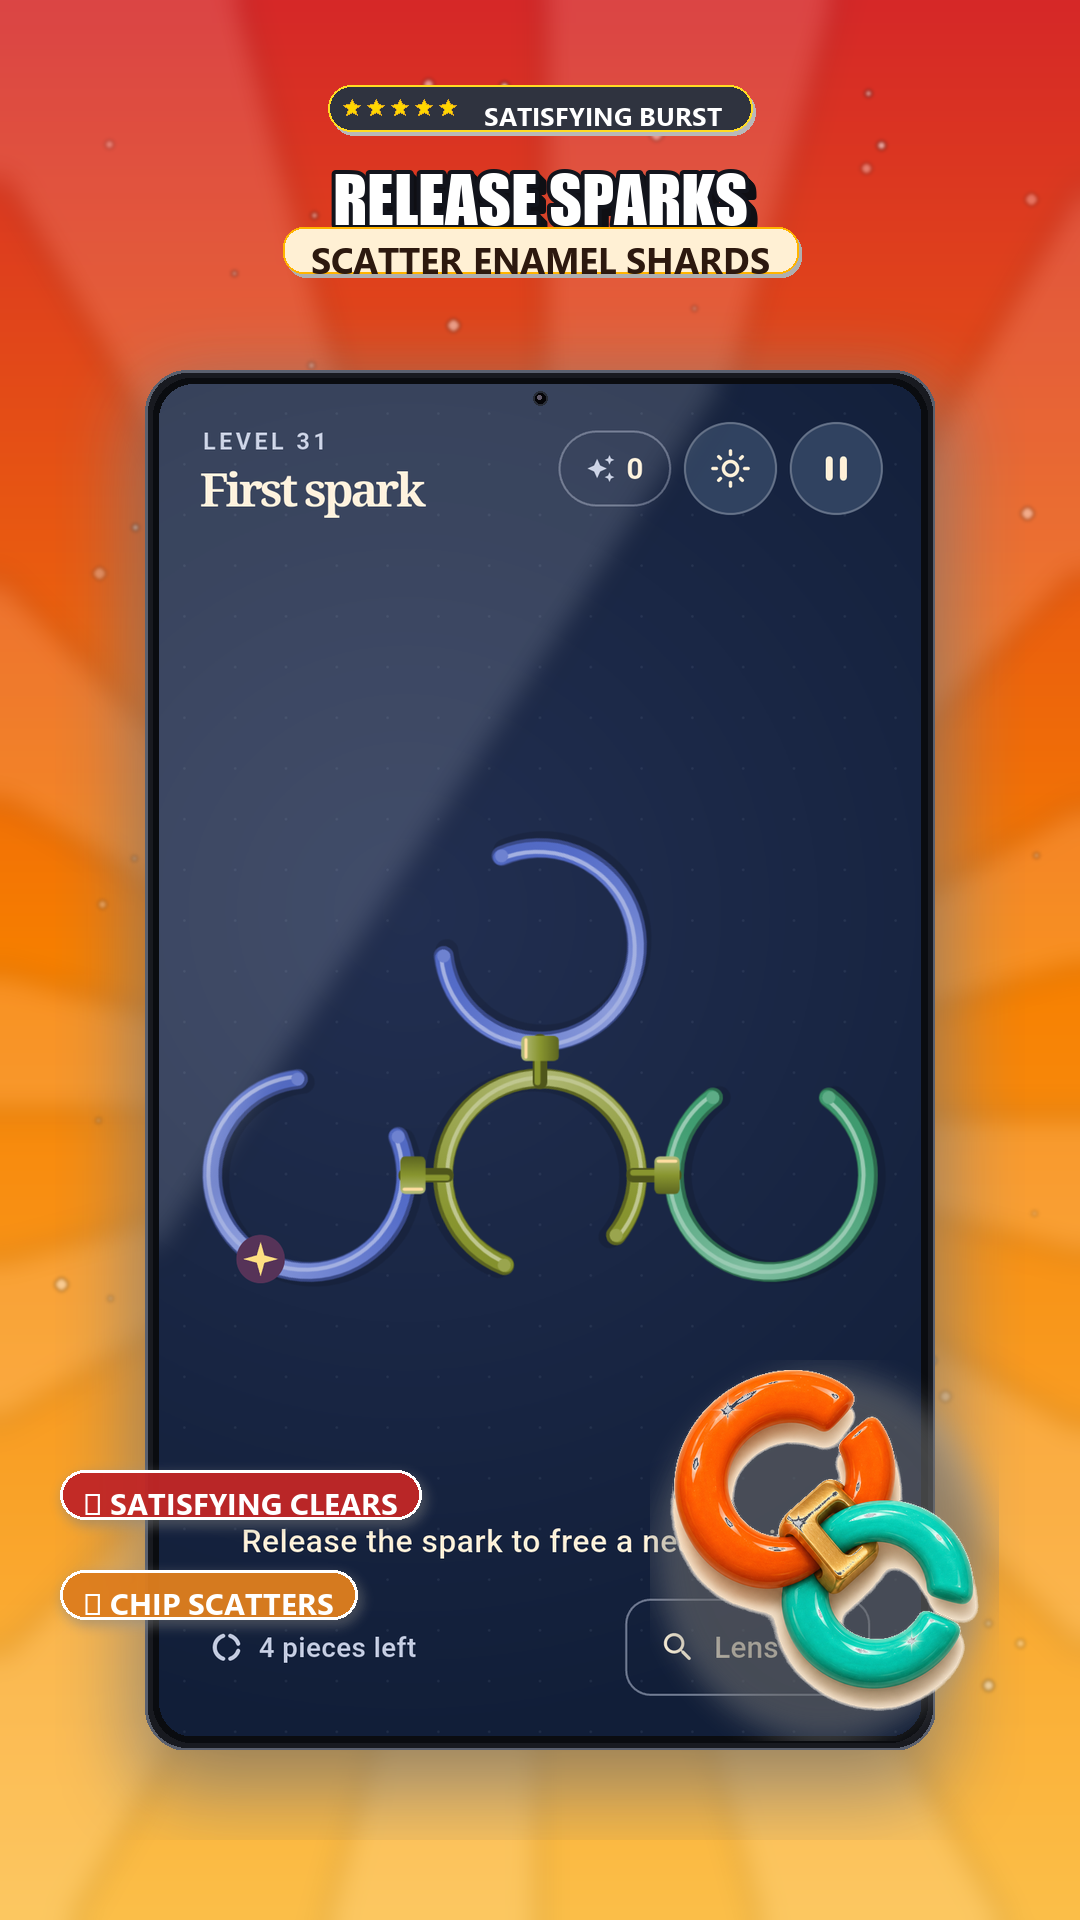 SATISFYING BURST
RELEASE SPARKS
SCATTER ENAMEL SHARDS
LEVEL 31
First spark
0
SATISFYING CLEARS
Release the spark to free a
CHIP SCATTERS
4 pieces left
Lens